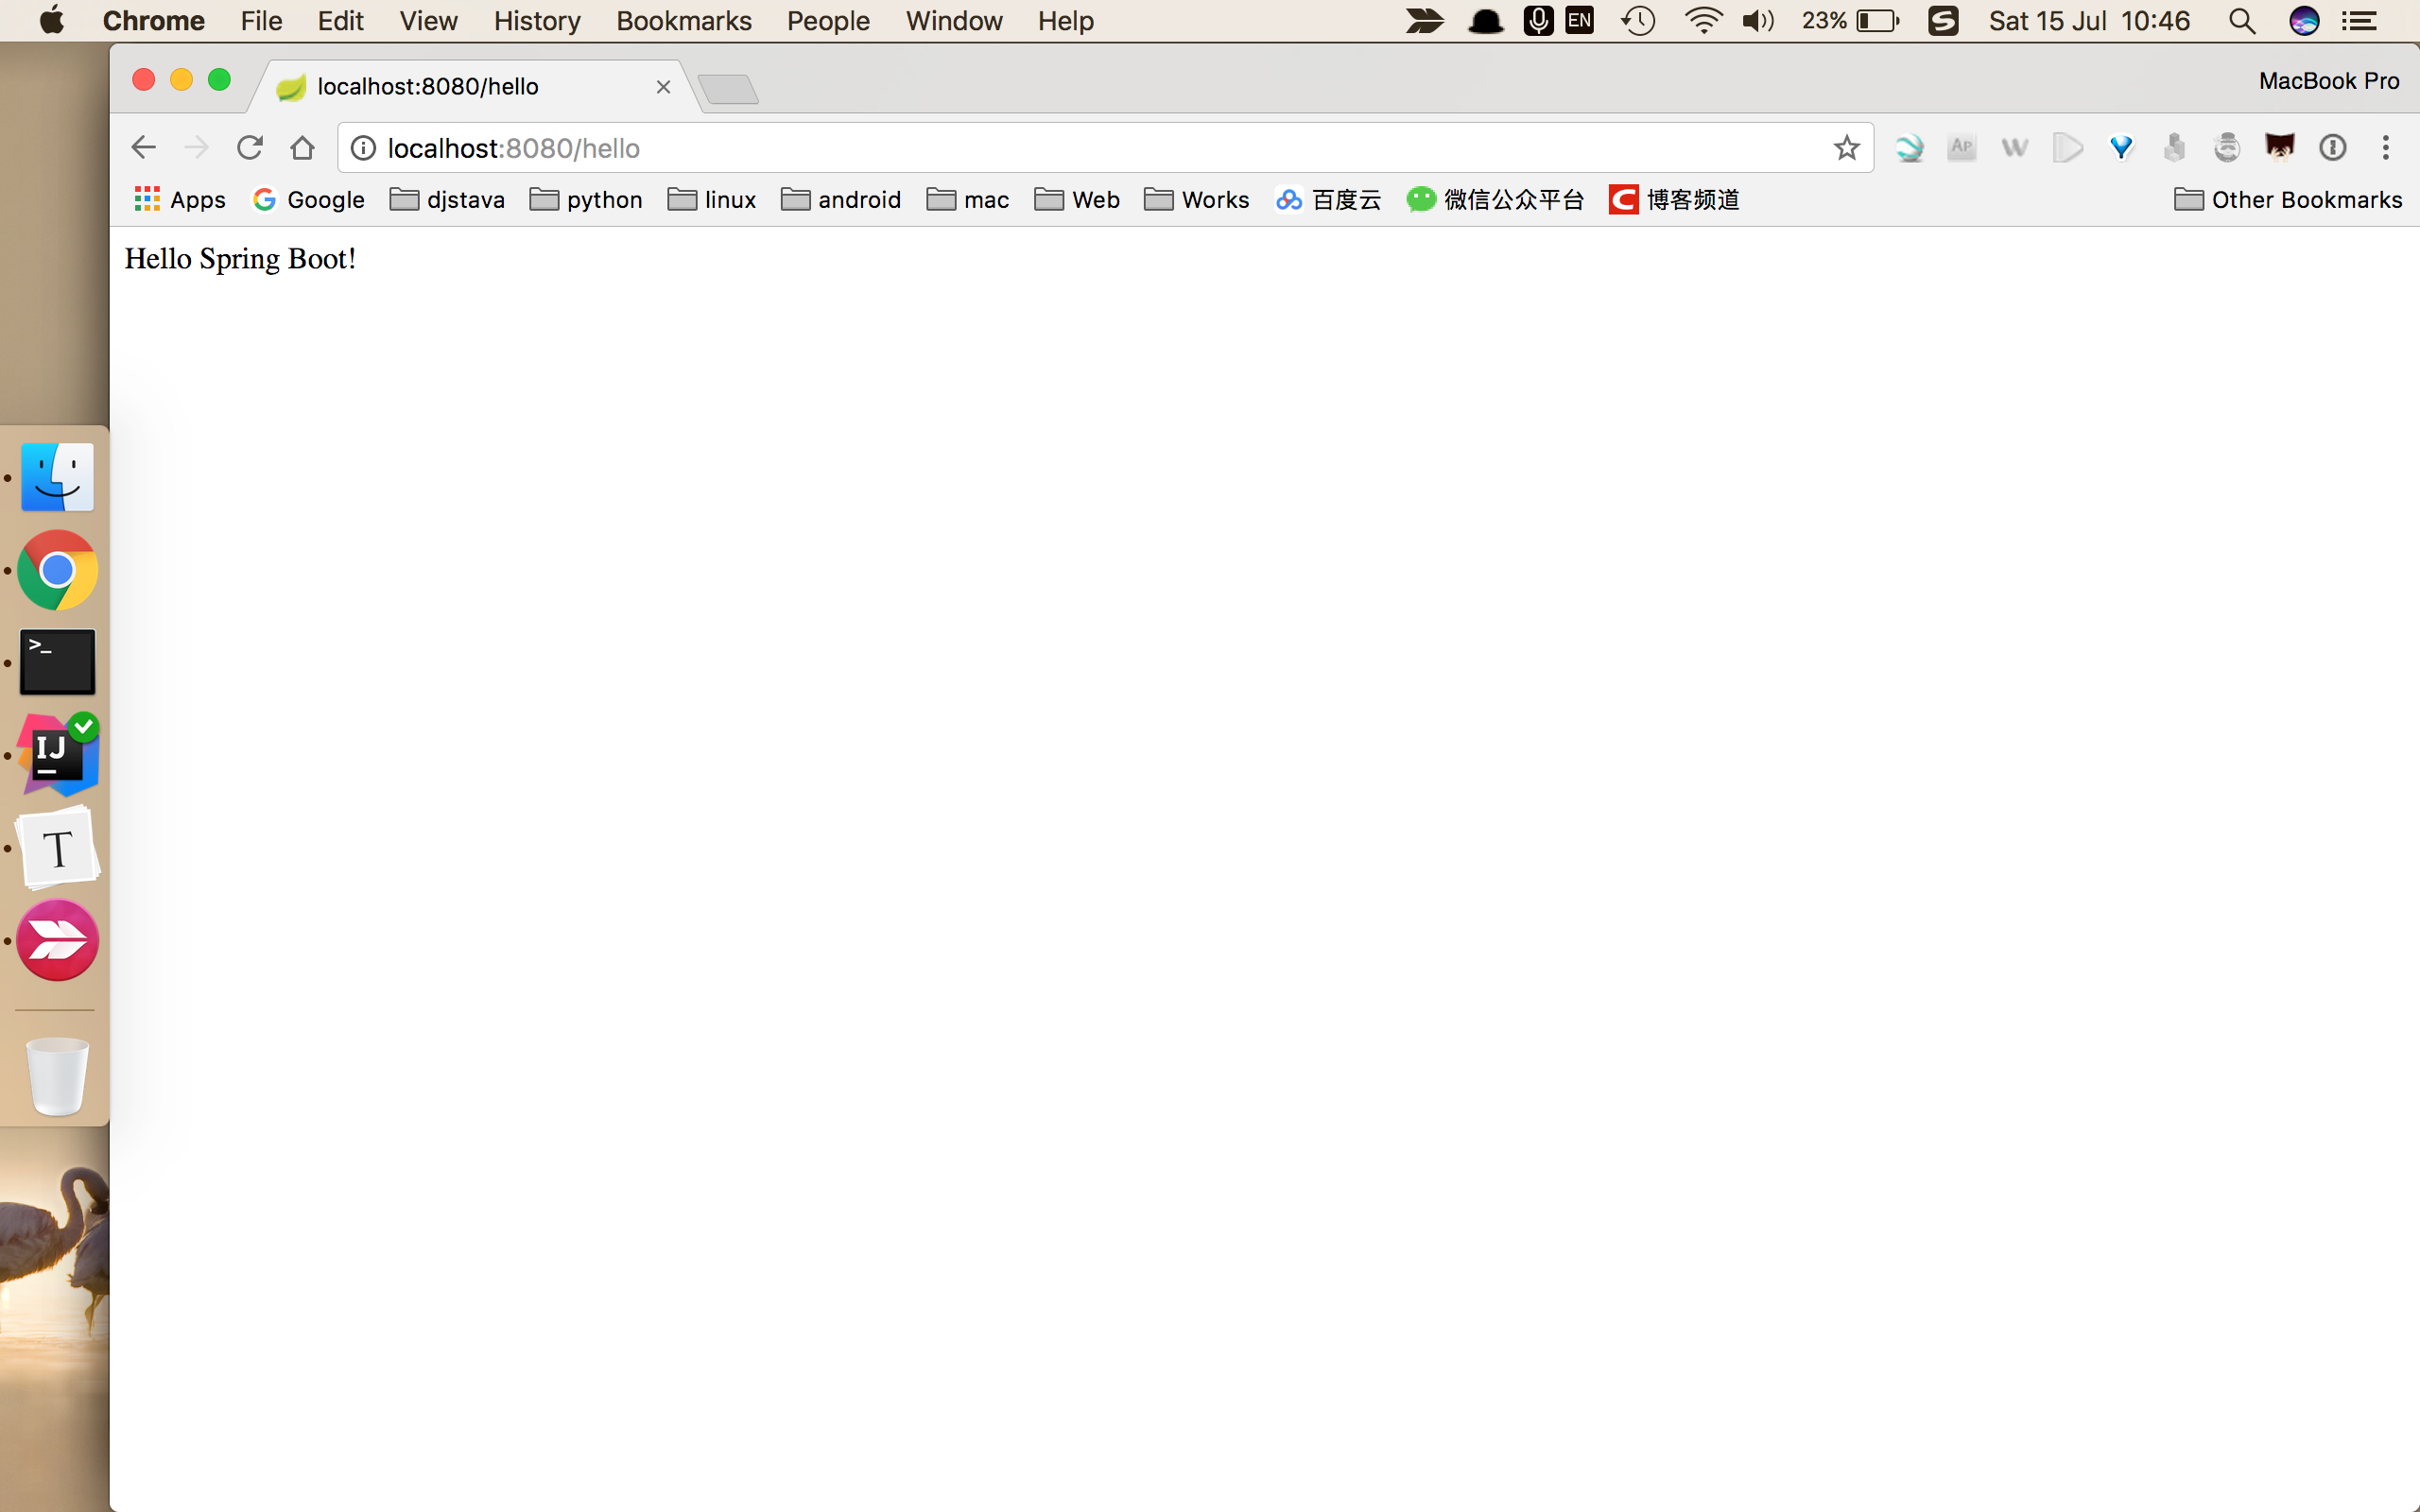 Chrome File Edit View History Bookmarks People Window Help EN 23% S Sat 15 Jul 10:46
localhost:8080/hello MacBook Pro
localhost:8080/hello AP W
Apps Google djstava python linux android mac Web Works 百度云 微信公众平台 C 博客频道 Other Bookmarks
Hello Spring Boot!
>_
IJ
T